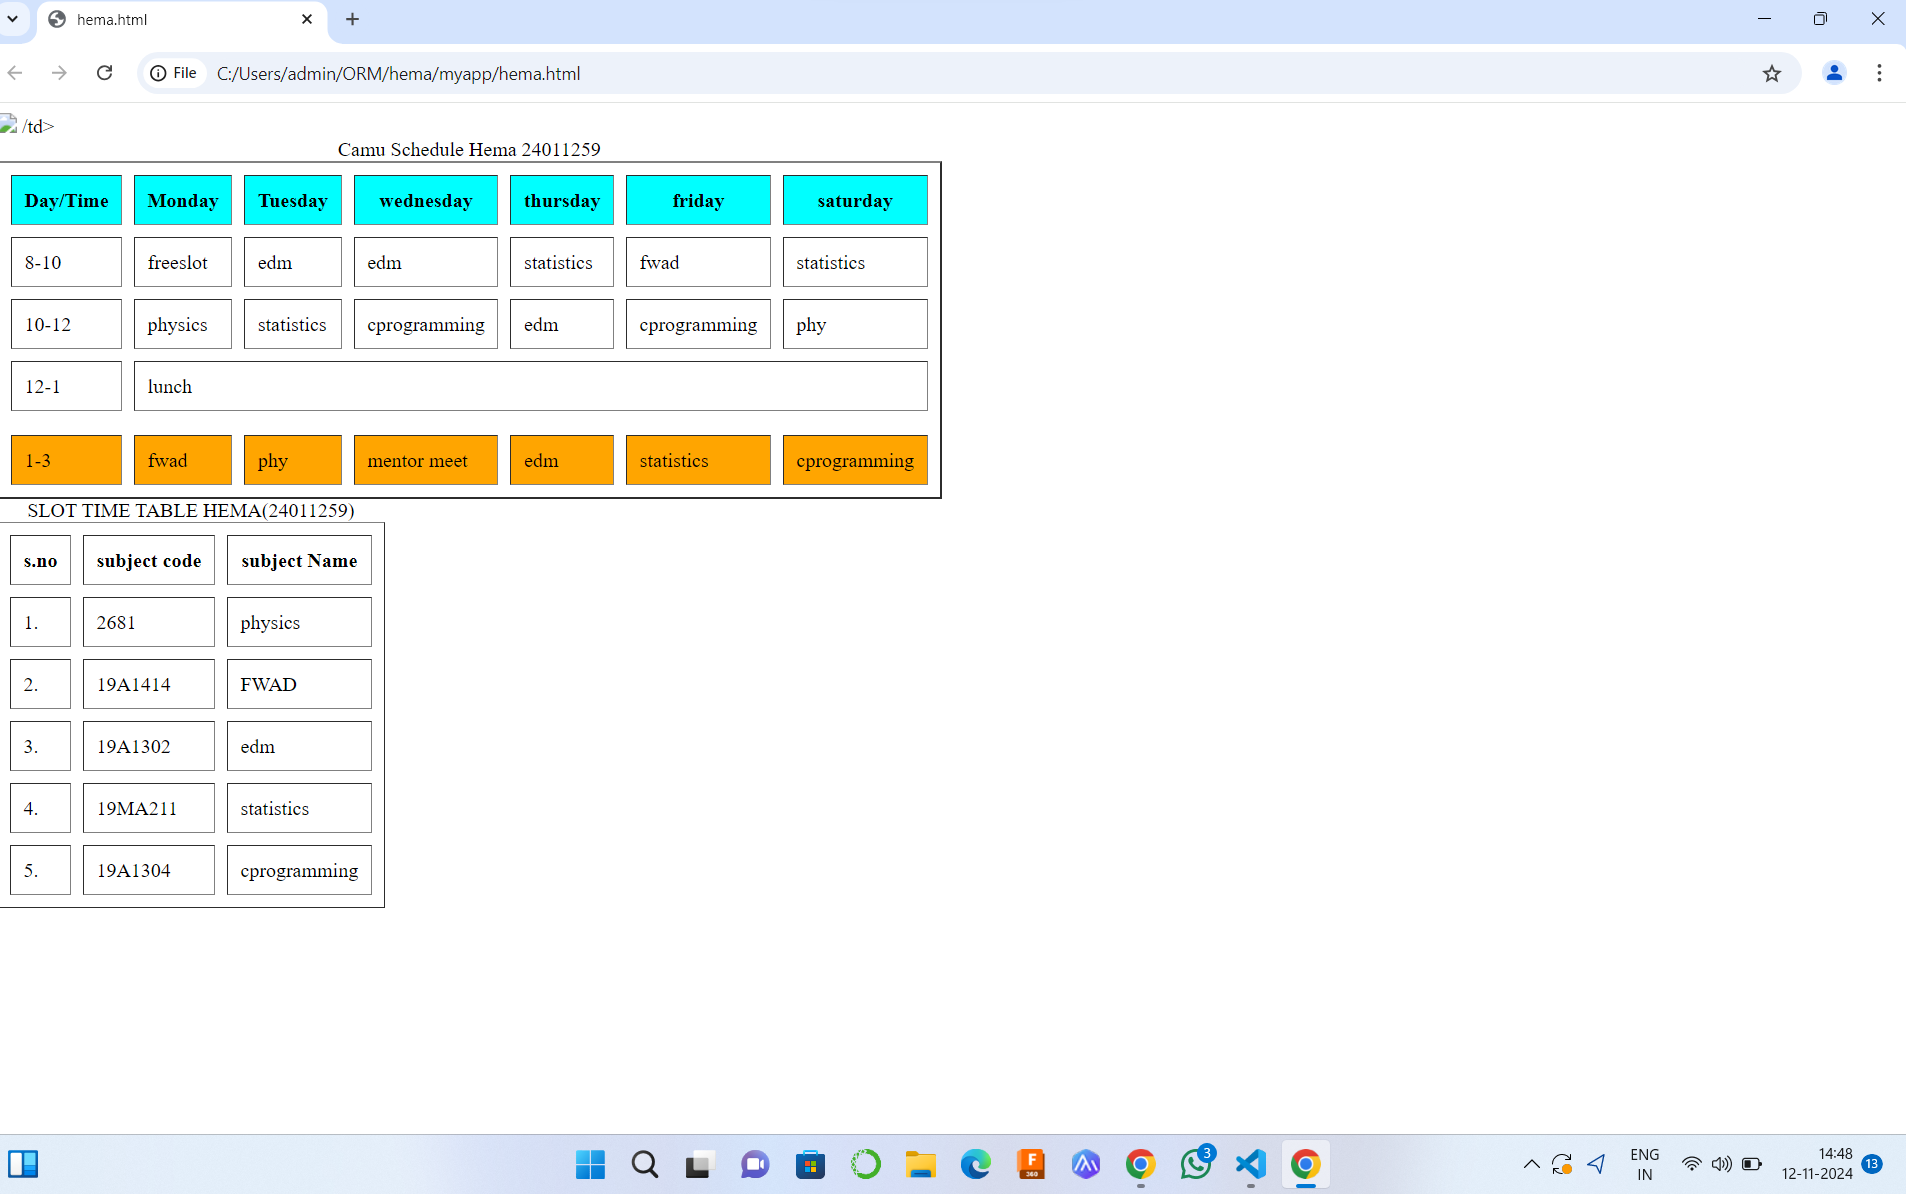 hema.html
File C:/Users/admin/ORM/hema/myapp/hema.html
/td>
Camu Schedule Hema 24011259
Day/Time Monday Tuesday wednesday thursday friday saturday
8-10 freeslot edm edm statistics fwad statistics
10-12 physics statistics cprogramming edm cprogramming phy
12-1 lunch
1-3 fwad phy mentor meet edm statistics cprogramming
SLOT TIME TABLE HEMA(24011259)
s.no subject code subject Name
1. 2681 physics
2. 19A1414 FWAD
3. 19A1302 edm
4. 19MA211 statistics
5. 19A1304 cprogramming
F
360
3
ENG
IN
14:48
12-11-2024
13